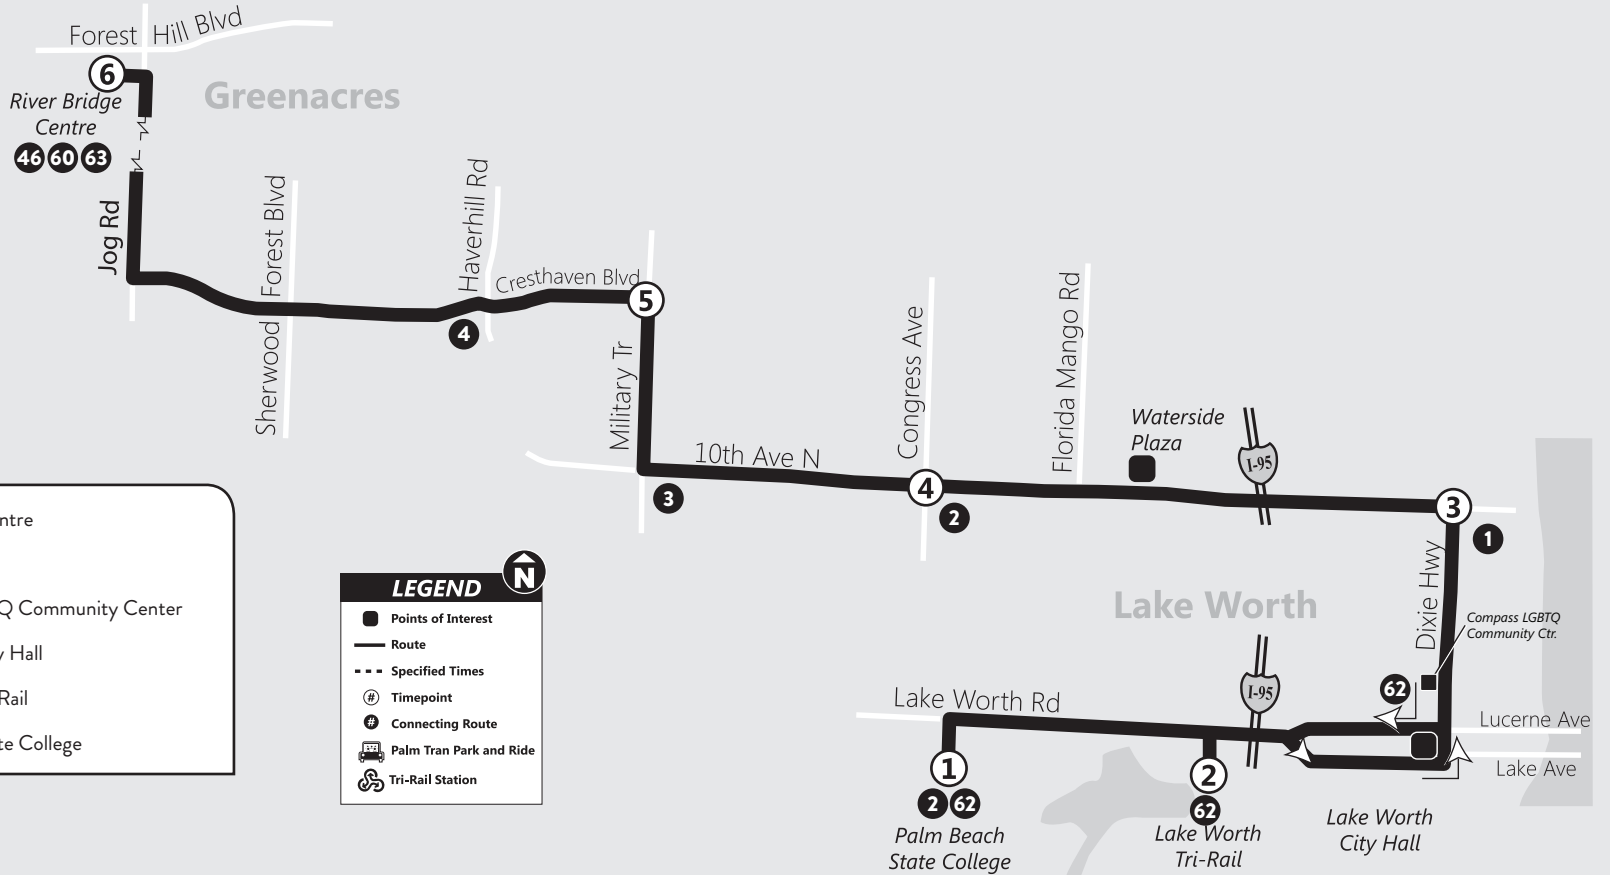 Forest Hill Blvd
6
River Bridge
Centre
46 60 63
Greenacres
Jog Rd
Sherwood Forest Blvd
Haverhill Rd
4
Cresthaven Blvd
5
Military Tr
3
10th Ave N
Congress Ave
4
2
Florida Mango Rd
Waterside
Plaza
I-95
3
1
Dixie Hwy
Lake Worth
Compass LGBTQ
Community Ctr.
62
Lucerne Ave
Lake Ave
I-95
Lake Worth Rd
1
2 62
Palm Beach
State College
2
62
Lake Worth
Tri-Rail
Lake Worth
City Hall
ntre
Q Community Center
y Hall
Rail
te College
N
LEGEND
Points of Interest
Route
Specified Times
# Timepoint
# Connecting Route
Palm Tran Park and Ride
Tri-Rail Station